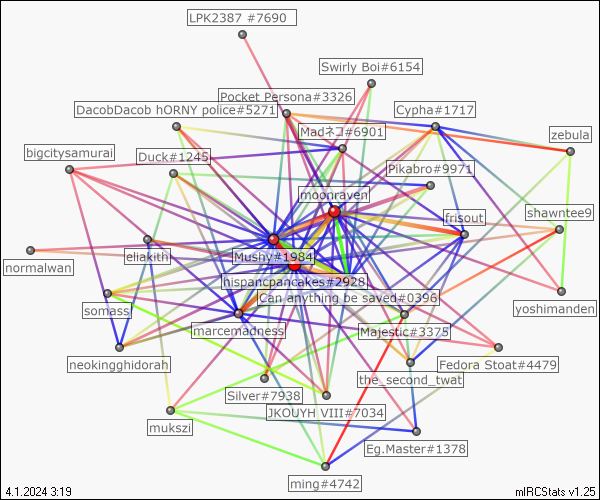 LPK2387 #7690
Swirly Boi#6154
Pocket Persona#3326
DacobDacob hORNY police#5271
Cypha#1717
Madネコ#6901
zebula
bigcitysamurai
Duck#1245
Pikabro#9971
moonraven
shawntee9
frisout
eliakith
Mushy#1984
normalwan
hispancpancakes#2928
Can anything be saved#0396
somass
yoshimanden
marcemadness
Majestic#3375
neokingghidorah
Fedora Stoat#4479
the_second_twat
Silver#7938
JKOUYH VIII#7034
mukszi
Eg.Master#1378
ming#4742
4.1.2024 3:19
mIRCStats v1.25